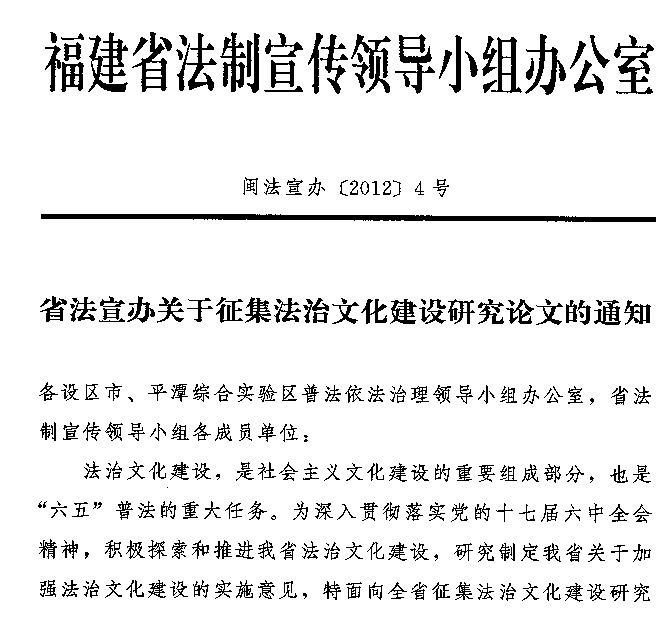 福建省法制宣传领导小组办公室
闽法宣办〔2012〕4号
省法宣办关于征集法治文化建设研究论文的通知
各设区市、平潭综合实验区普法依法治理领导小组办公室，省法
制宣传领导小组各成员单位：
法治文化建设，是社会主义文化建设的重要组成部分，也是
“六五”普法的重大任务。为深入贯彻落实党的十七届六中全会
精神，积极探索和推进我省法治文化建设，研究制定我省关于加
强法治文化建设的实施意见，特面向全省征集法治文化建设研究